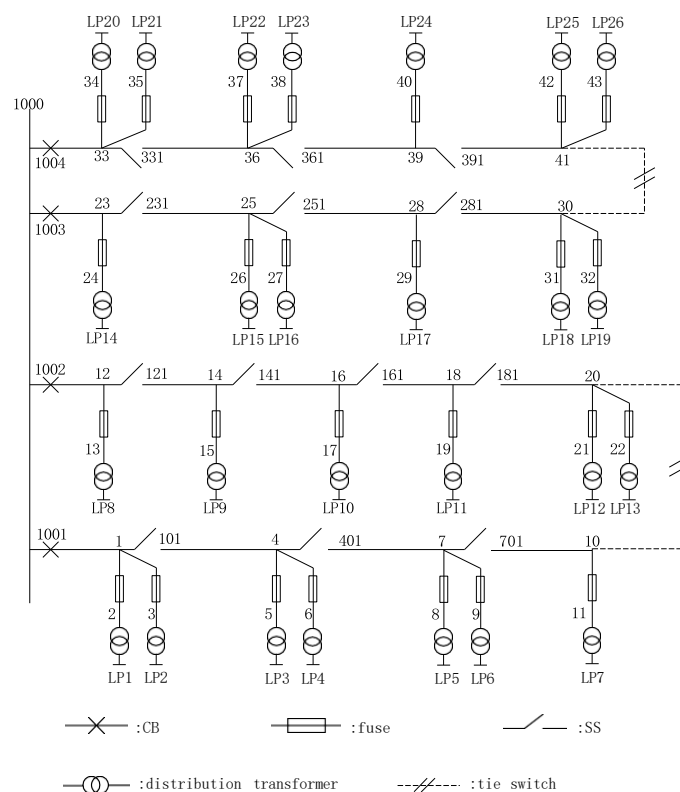 LP20 LP21 LP22 LP23 LP24 LP25 LP26
34 35 37 38 40 42 43
1000
1004 33 331 36 361 39 391 41
1003 23 231 25 251 28 281 30
24 26 27 29 31 32
LP14 LP15 LP16 LP17 LP18 LP19
1002 12 121 14 141 16 161 18 181 20
13 15 17 19 21 22
LP8 LP9 LP10 LP11 LP12 LP13
1001 1 101 4 401 7 701 10
2 3 5 6 8 9 11
LP1 LP2 LP3 LP4 LP5 LP6 LP7
:CB :fuse :SS
:distribution transformer :tie switch